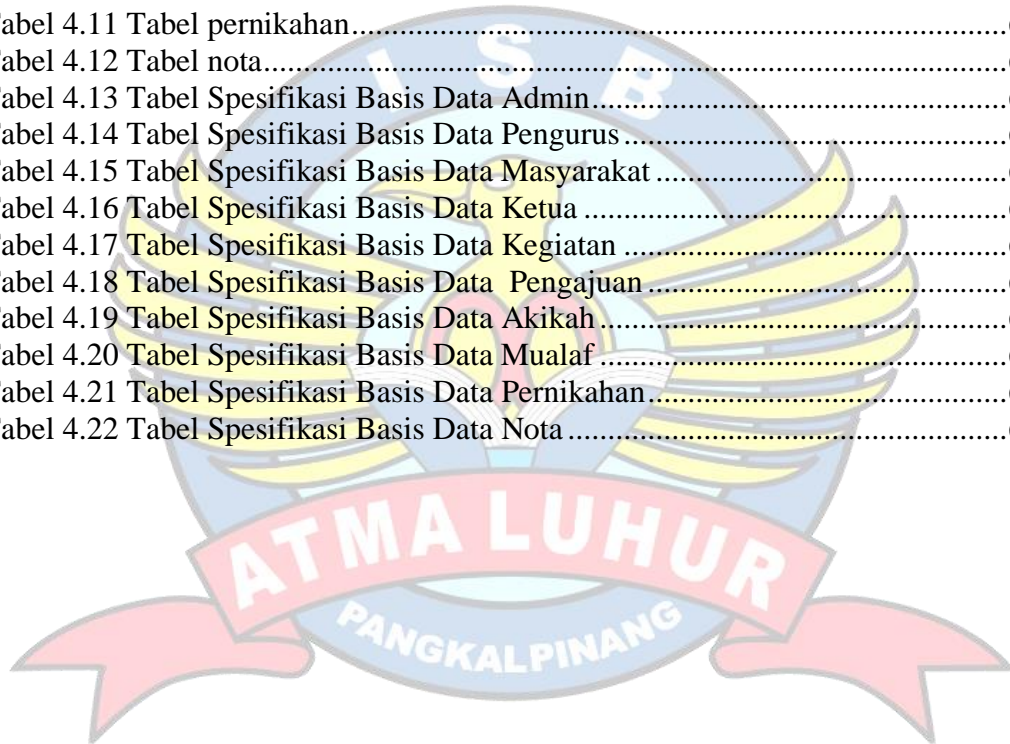 abel 4.11 Tabel pernikahan
abel 4.12 Tabel nota
abel 4.13 Tabel Spesifikasi Basis Data Admin
abel 4.14 Tabel Spesifikasi Basis Data Pengurus
abel 4.15 Tabel Spesifikasi Basis Data Masyarakat
abel 4.16 Tabel Spesifikasi Basis Data Ketua
abel 4.17 Tabel Spesifikasi Basis Data Kegiatan
abel 4.18 Tabel Spesifikasi Basis Data Pengajuan
abel 4.19 Tabel Spesifikasi Basis Data Akikah
abel 4.20 Tabel Spesifikasi Basis Data Mualaf
abel 4.21 Tabel Spesifikasi Basis Data Pernikahan
abel 4.22 Tabel Spesifikasi Basis Data Nota
I S B
ATMA LUHUR
PANGKALPINANG